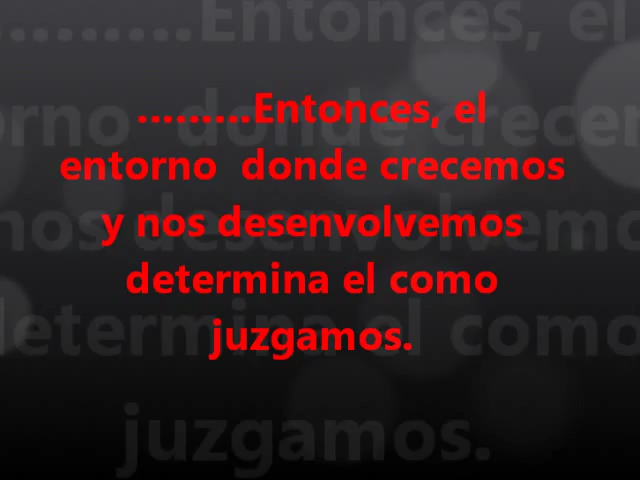 .........Entonces, el
entorno  donde crecemos
y nos desenvolvemos
determina el como
juzgamos.